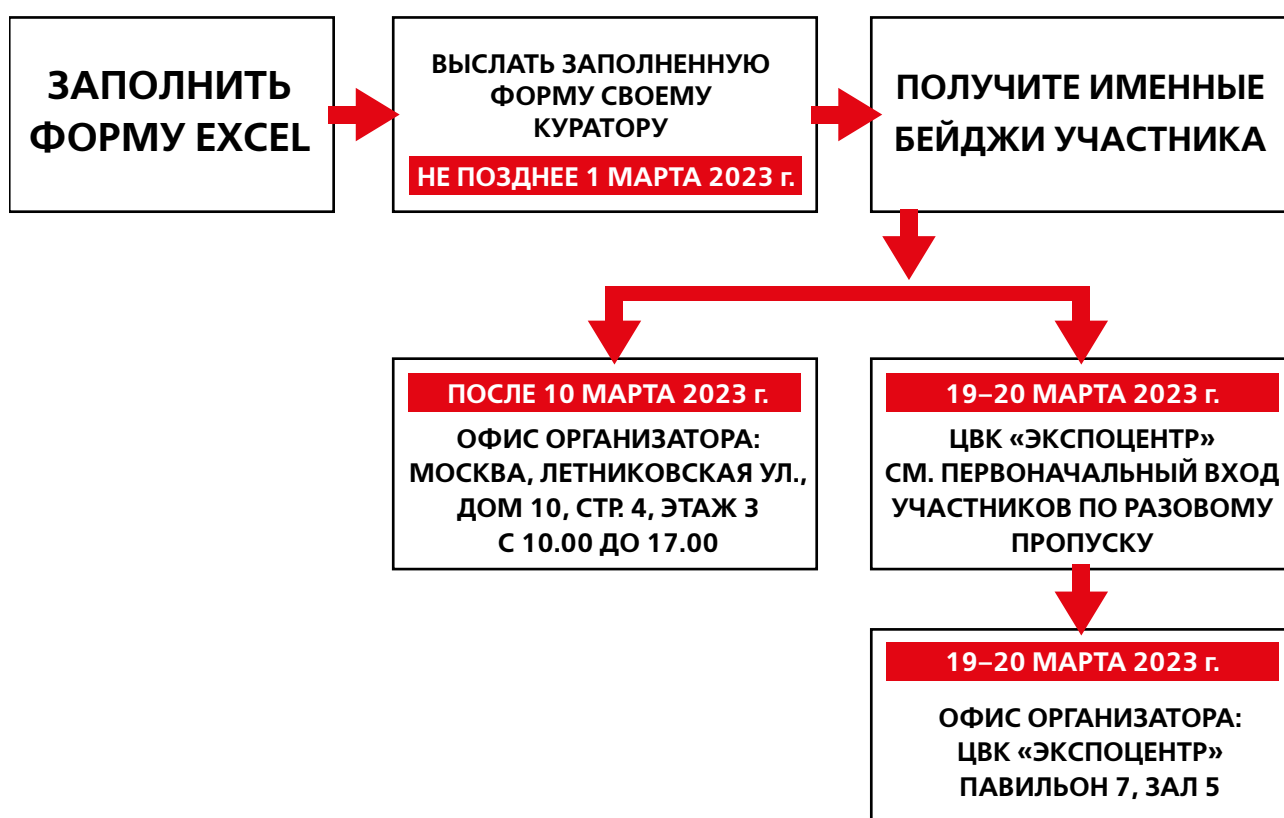 ЗАПОЛНИТЬ
ФОРМУ EXCEL
ВЫСЛАТЬ ЗАПОЛНЕННУЮ
ФОРМУ СВОЕМУ
КУРАТОРУ
НЕ ПОЗДНЕЕ 1 МАРТА 2023 г.
ПОЛУЧИТЕ ИМЕННЫЕ
БЕЙДЖИ УЧАСТНИКА
ПОСЛЕ 10 МАРТА 2023 г.
ОФИС ОРГАНИЗАТОРА:
МОСКВА, ЛЕТНИКОВСКАЯ УЛ.,
ДОМ 10, СТР. 4, ЭТАЖ 3
С 10.00 ДО 17.00
19–20 МАРТА 2023 г.
ЦВК «ЭКСПОЦЕНТР»
СМ. ПЕРВОНАЧАЛЬНЫЙ ВХОД
УЧАСТНИКОВ ПО РАЗОВОМУ
ПРОПУСКУ
19–20 МАРТА 2023 г.
ОФИС ОРГАНИЗАТОРА:
ЦВК «ЭКСПОЦЕНТР»
ПАВИЛЬОН 7, ЗАЛ 5